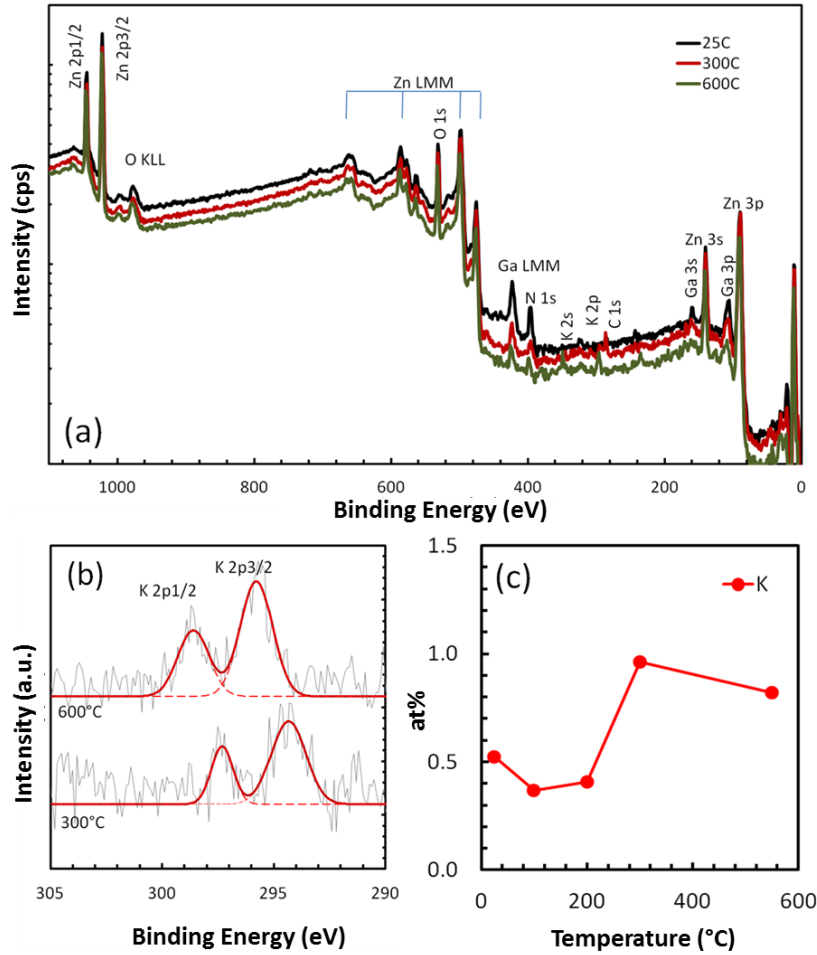 Zn 2p1/2
Zn 2p3/2
O KLL
Zn LMM
O 1s
Ga LMM
N 1s
K 2s
K 2p
C 1s
Ga 3s
Zn 3s
Ga 3p
Zn 3p
25C
300C
600C
(a)
Intensity (cps)
1000 800 600 400 200 0
Binding Energy (eV)
(b)
K 2p1/2
K 2p3/2
600°C
300°C
Intensity (a.u.)
305 300 295 290
Binding Energy (eV)
(c)
K
1.5
1.0
0.5
0.0
at%
0 200 400 600
Temperature (°C)